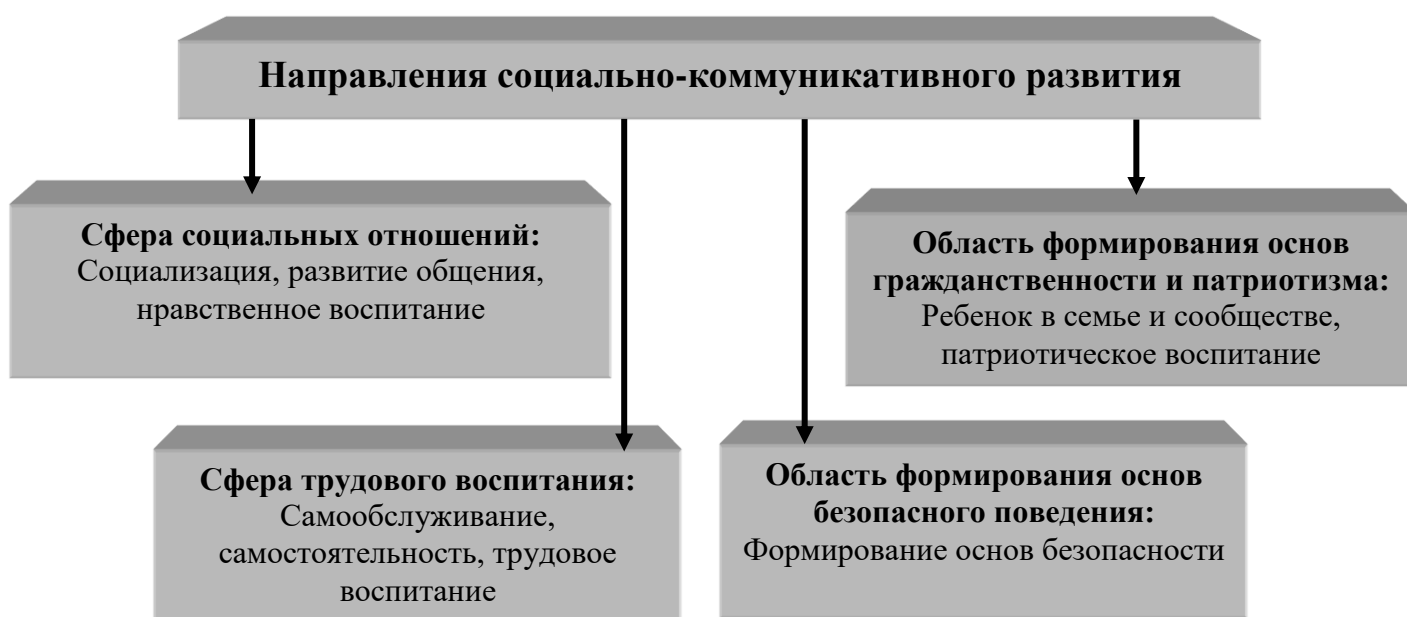 Направления социально-коммуникативного развития
Сфера социальных отношений:
Социализация, развитие общения,
нравственное воспитание
Область формирования основ
гражданственности и патриотизма:
Ребенок в семье и сообществе,
патриотическое воспитание
Сфера трудового воспитания:
Самообслуживание,
самостоятельность, трудовое
воспитание
Область формирования основ
безопасного поведения:
Формирование основ безопасности